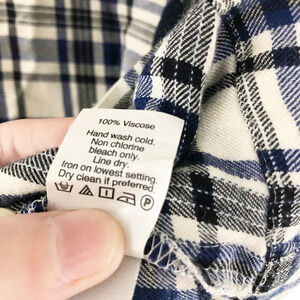 100% Viscose
Hand wash cold.
Non chlorine
bleach only.
Line dry.
Iron on lowest setting.
Dry clean if preferred.
P